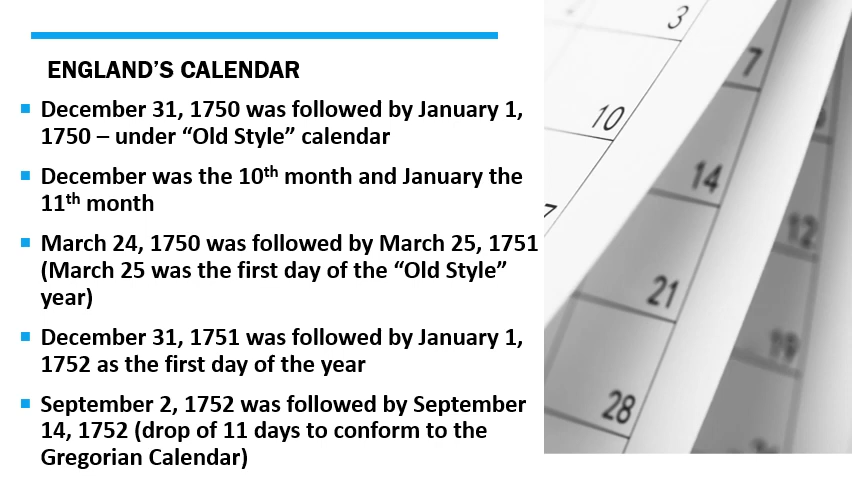 ENGLAND’S CALENDAR
December 31, 1750 was followed by January 1,
1750 – under “Old Style” calendar
December was the 10th month and January the
11th month
March 24, 1750 was followed by March 25, 1751
(March 25 was the first day of the “Old Style”
year)
December 31, 1751 was followed by January 1,
1752 as the first day of the year
September 2, 1752 was followed by September
14, 1752 (drop of 11 days to conform to the
Gregorian Calendar)
3
10
7
14
21
28
12
19